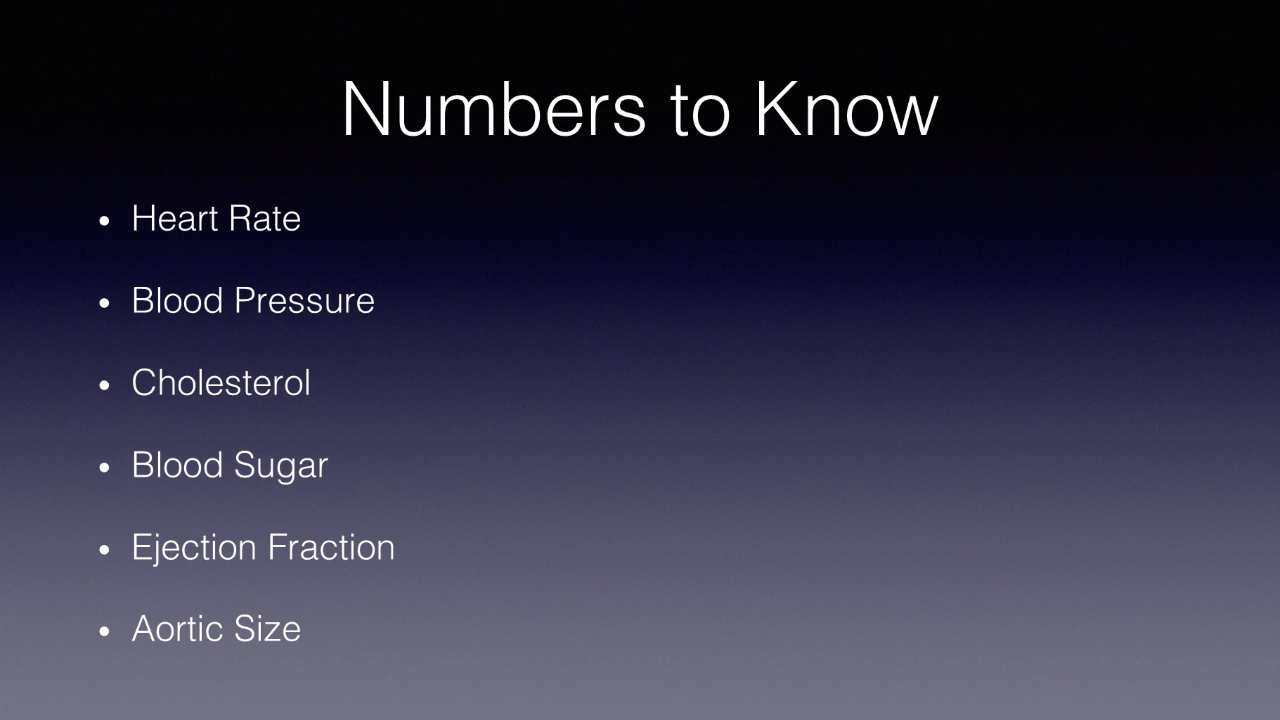 Numbers to Know
• Heart Rate
• Blood Pressure
• Cholesterol
• Blood Sugar
• Ejection Fraction
• Aortic Size